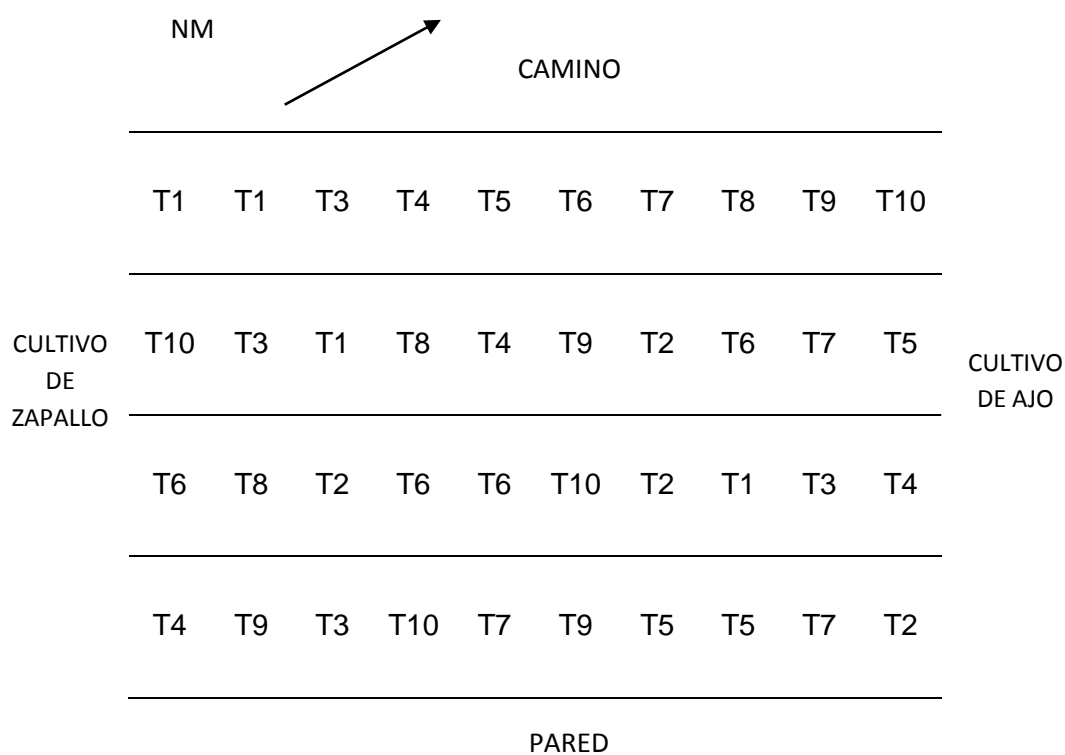 NM
CAMINO
T1 T1 T3 T4 T5 T6 T7 T8 T9 T10
T10 T3 T1 T8 T4 T9 T2 T6 T7 T5
CULTIVO
DE
ZAPALLO
CULTIVO
DE AJO
T6 T8 T2 T6 T6 T10 T2 T1 T3 T4
T4 T9 T3 T10 T7 T9 T5 T5 T7 T2
PARED